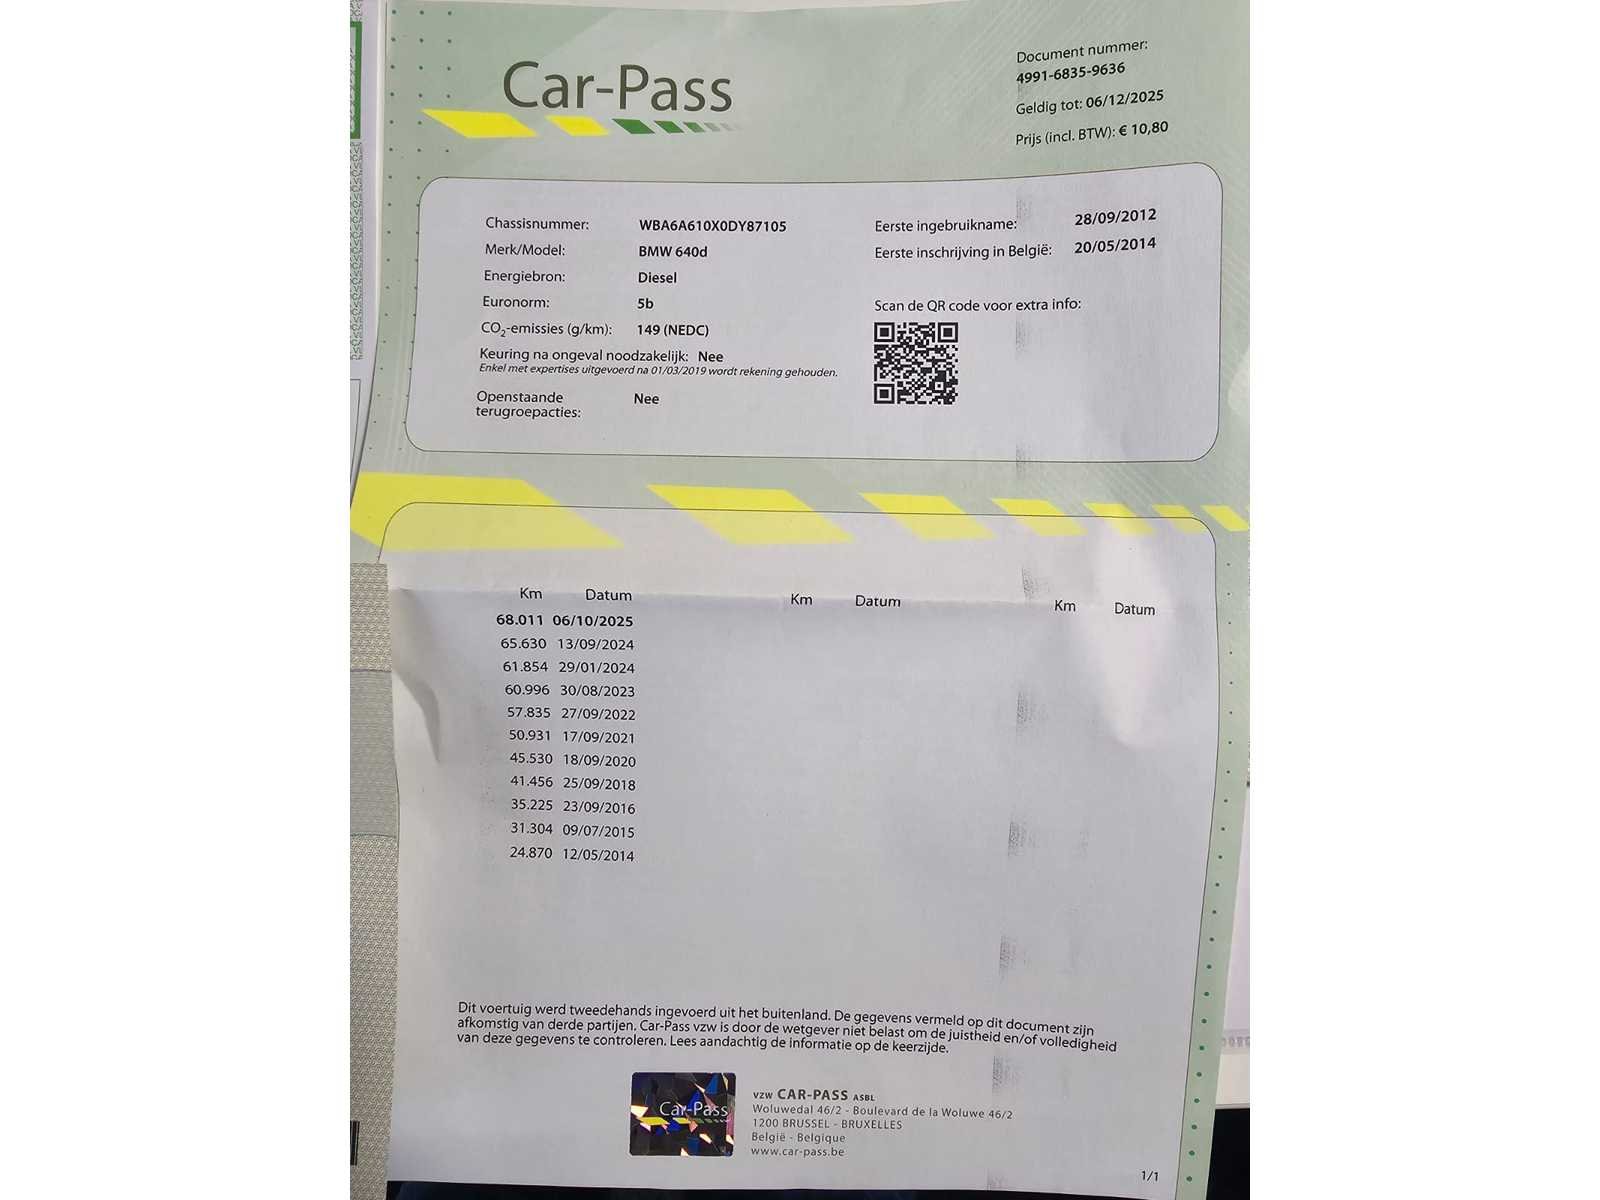 Car-Pass
Document nummer:
4991-6835-9636
Geldig tot: 06/12/2025
Prijs (incl. BTW): € 10,80
Chassisnummer: WBA6A610X0DY87105
Merk/Model: BMW 640d
Energiebron: Diesel
Euronorm: 5b
CO2-emissies (g/km): 149 (NEDC)
Keuring na ongeval noodzakelijk: Nee
Enkel met expertises uitgevoerd na 01/03/2019 wordt rekening gehouden.
Openstaande Nee
terugroepacties:
Eerste ingebruikname: 28/09/2012
Eerste inschrijving in België: 20/05/2014
Scan de QR code voor extra info:
Km Datum Km Datum Km Datum
68.011 06/10/2025
65.630 13/09/2024
61.854 29/01/2024
60.996 30/08/2023
57.835 27/09/2022
50.931 17/09/2021
45.530 18/09/2020
41.456 25/09/2018
35.225 23/09/2016
31.304 09/07/2015
24.870 12/05/2014
Dit voertuig werd tweedehands ingevoerd uit het buitenland. De gegevens vermeld op dit document zijn
afkomstig van derde partijen. Car-Pass vzw is door de wetgever niet belast om de juistheid en/of volledigheid
van deze gegevens te controleren. Lees aandachtig de informatie op de keerzijde.
Car-Pass
VZW CAR-PASS ASBL
Woluwedal 46/2 - Boulevard de la Woluwe 46/2
1200 BRUSSEL - BRUXELLES
België - Belgique
www.car-pass.be
1/1